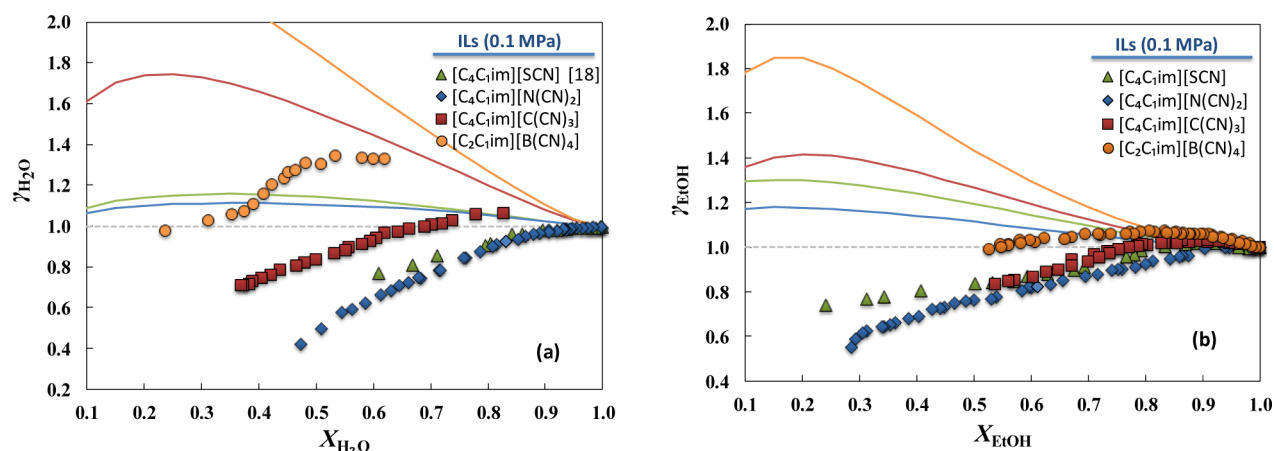 2.0
1.8
1.6
1.4
1.2
1.0
0.8
0.6
0.4
0.2
γH₂O
ILs (0.1 MPa)
[C₄C₁im][SCN] [18]
[C₄C₁im][N(CN)₂]
[C₄C₁im][C(CN)₃]
[C₂C₁im][B(CN)₄]
(a)
0.1 0.2 0.3 0.4 0.5 0.6 0.7 0.8 0.9 1.0
XH₂O
2.0
1.8
1.6
1.4
1.2
1.0
0.8
0.6
0.4
γEtOH
ILs (0.1 MPa)
[C₄C₁im][SCN]
[C₄C₁im][N(CN)₂]
[C₄C₁im][C(CN)₃]
[C₂C₁im][B(CN)₄]
(b)
0.1 0.2 0.3 0.4 0.5 0.6 0.7 0.8 0.9 1.0
XEtOH